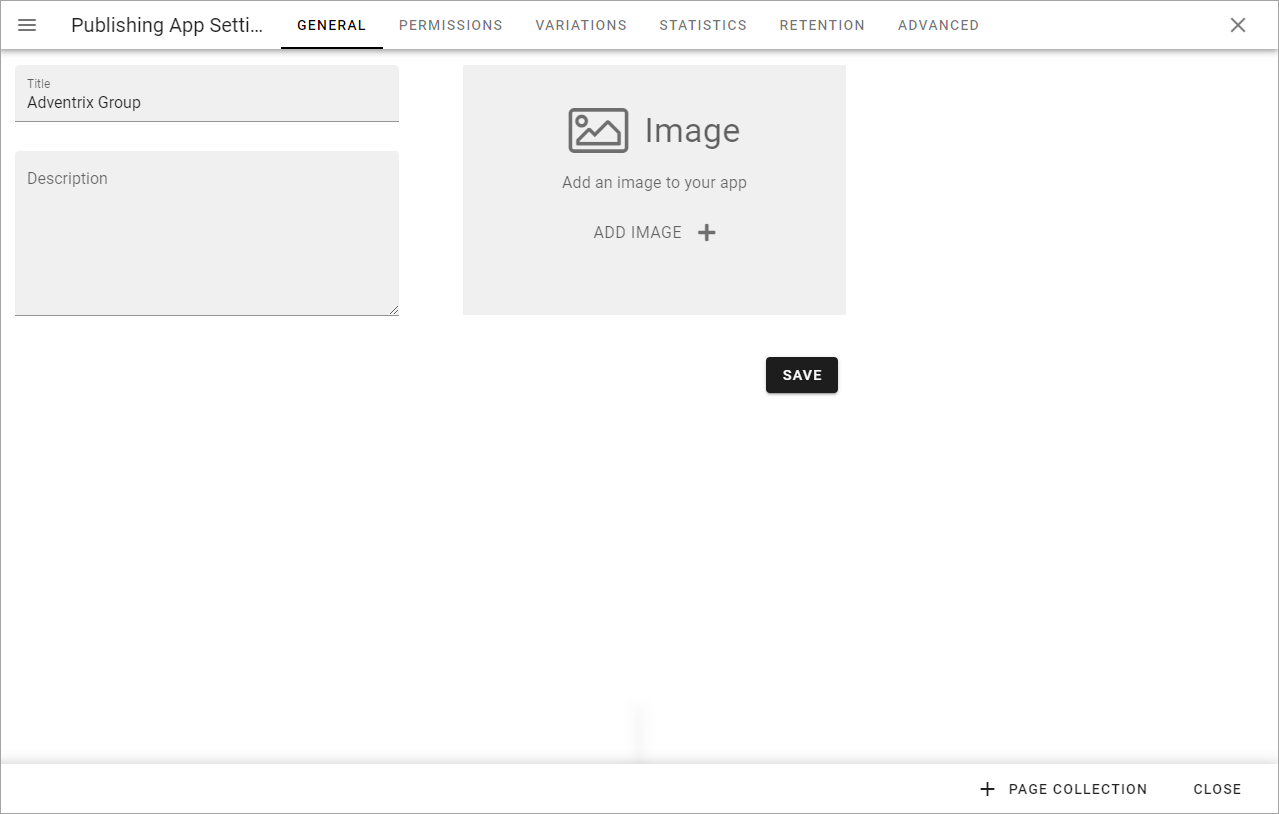 Publishing App Setti...
GENERAL
PERMISSIONS
VARIATIONS
STATISTICS
RETENTION
ADVANCED
Title
Adventrix Group
Description
Image
Add an image to your app
ADD IMAGE
SAVE
PAGE COLLECTION
CLOSE